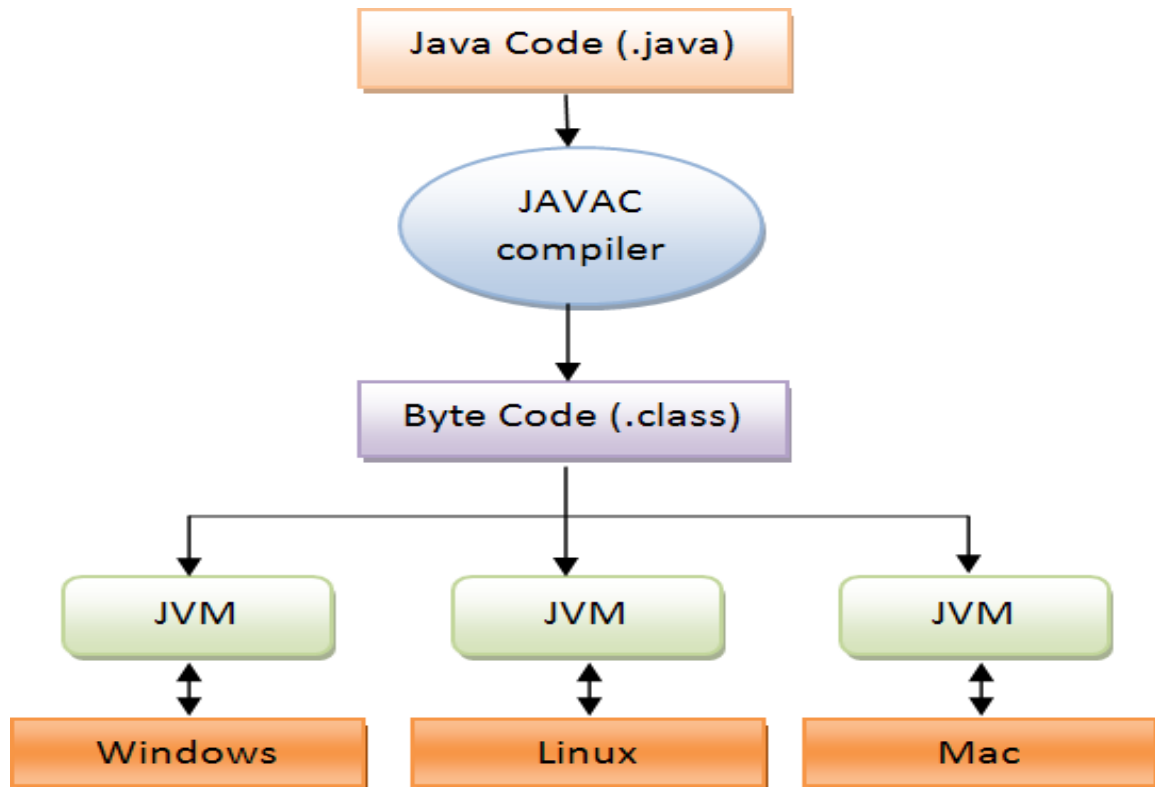 Java Code (.java)
JAVAC
compiler
Byte Code (.class)
JVM
JVM
JVM
Windows
Linux
Mac